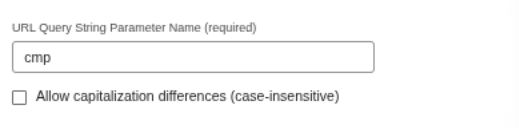 URL Query String Parameter Name (required)
cmp
Allow capitalization differences (case-insensitive)